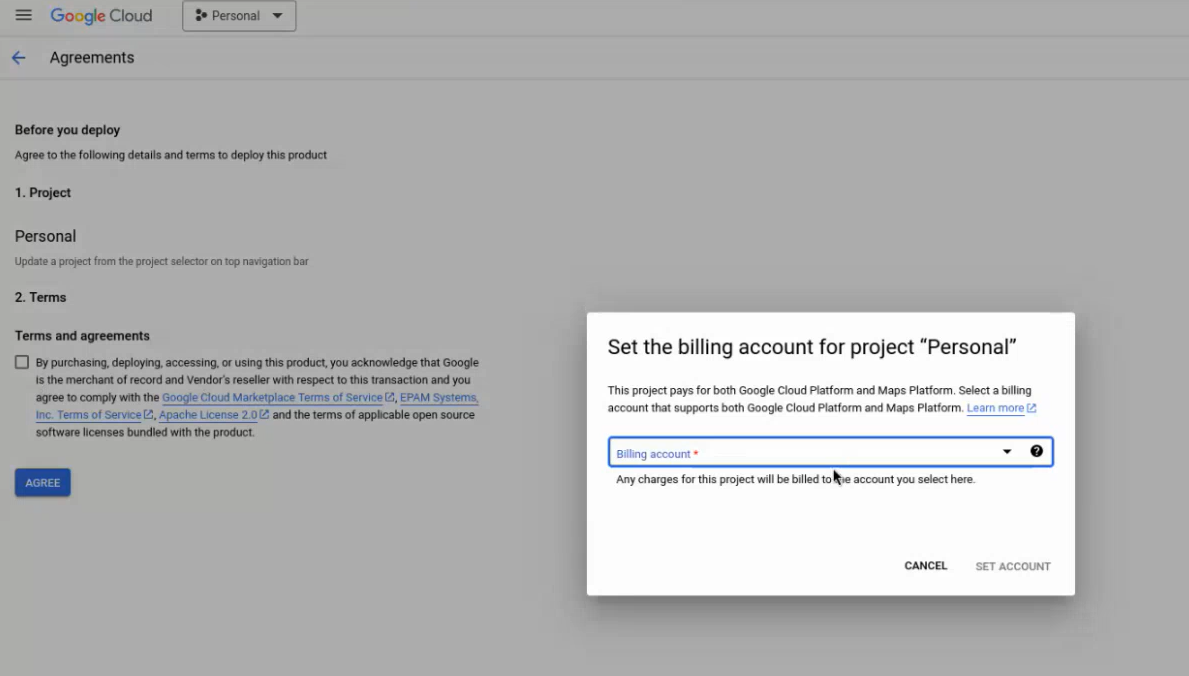 Google Cloud
Personal
Agreements
Before you deploy
Agree to the following details and terms to deploy this product
1. Project
Personal
Update a project from the project selector on top navigation bar
2. Terms
Terms and agreements
By purchasing, deploying, accessing, or using this product, you acknowledge that Google
is the merchant of record and Vendor's reseller with respect to this transaction and you
agree to comply with the Google Cloud Marketplace Terms of Service, EPAM Systems,
Inc. Terms of Service, Apache License 2.0 and the terms of applicable open source
software licenses bundled with the product.
AGREE
Set the billing account for project “Personal”
This project pays for both Google Cloud Platform and Maps Platform. Select a billing
account that supports both Google Cloud Platform and Maps Platform. Learn more
Billing account *
Any charges for this project will be billed to the account you select here.
CANCEL
SET ACCOUNT